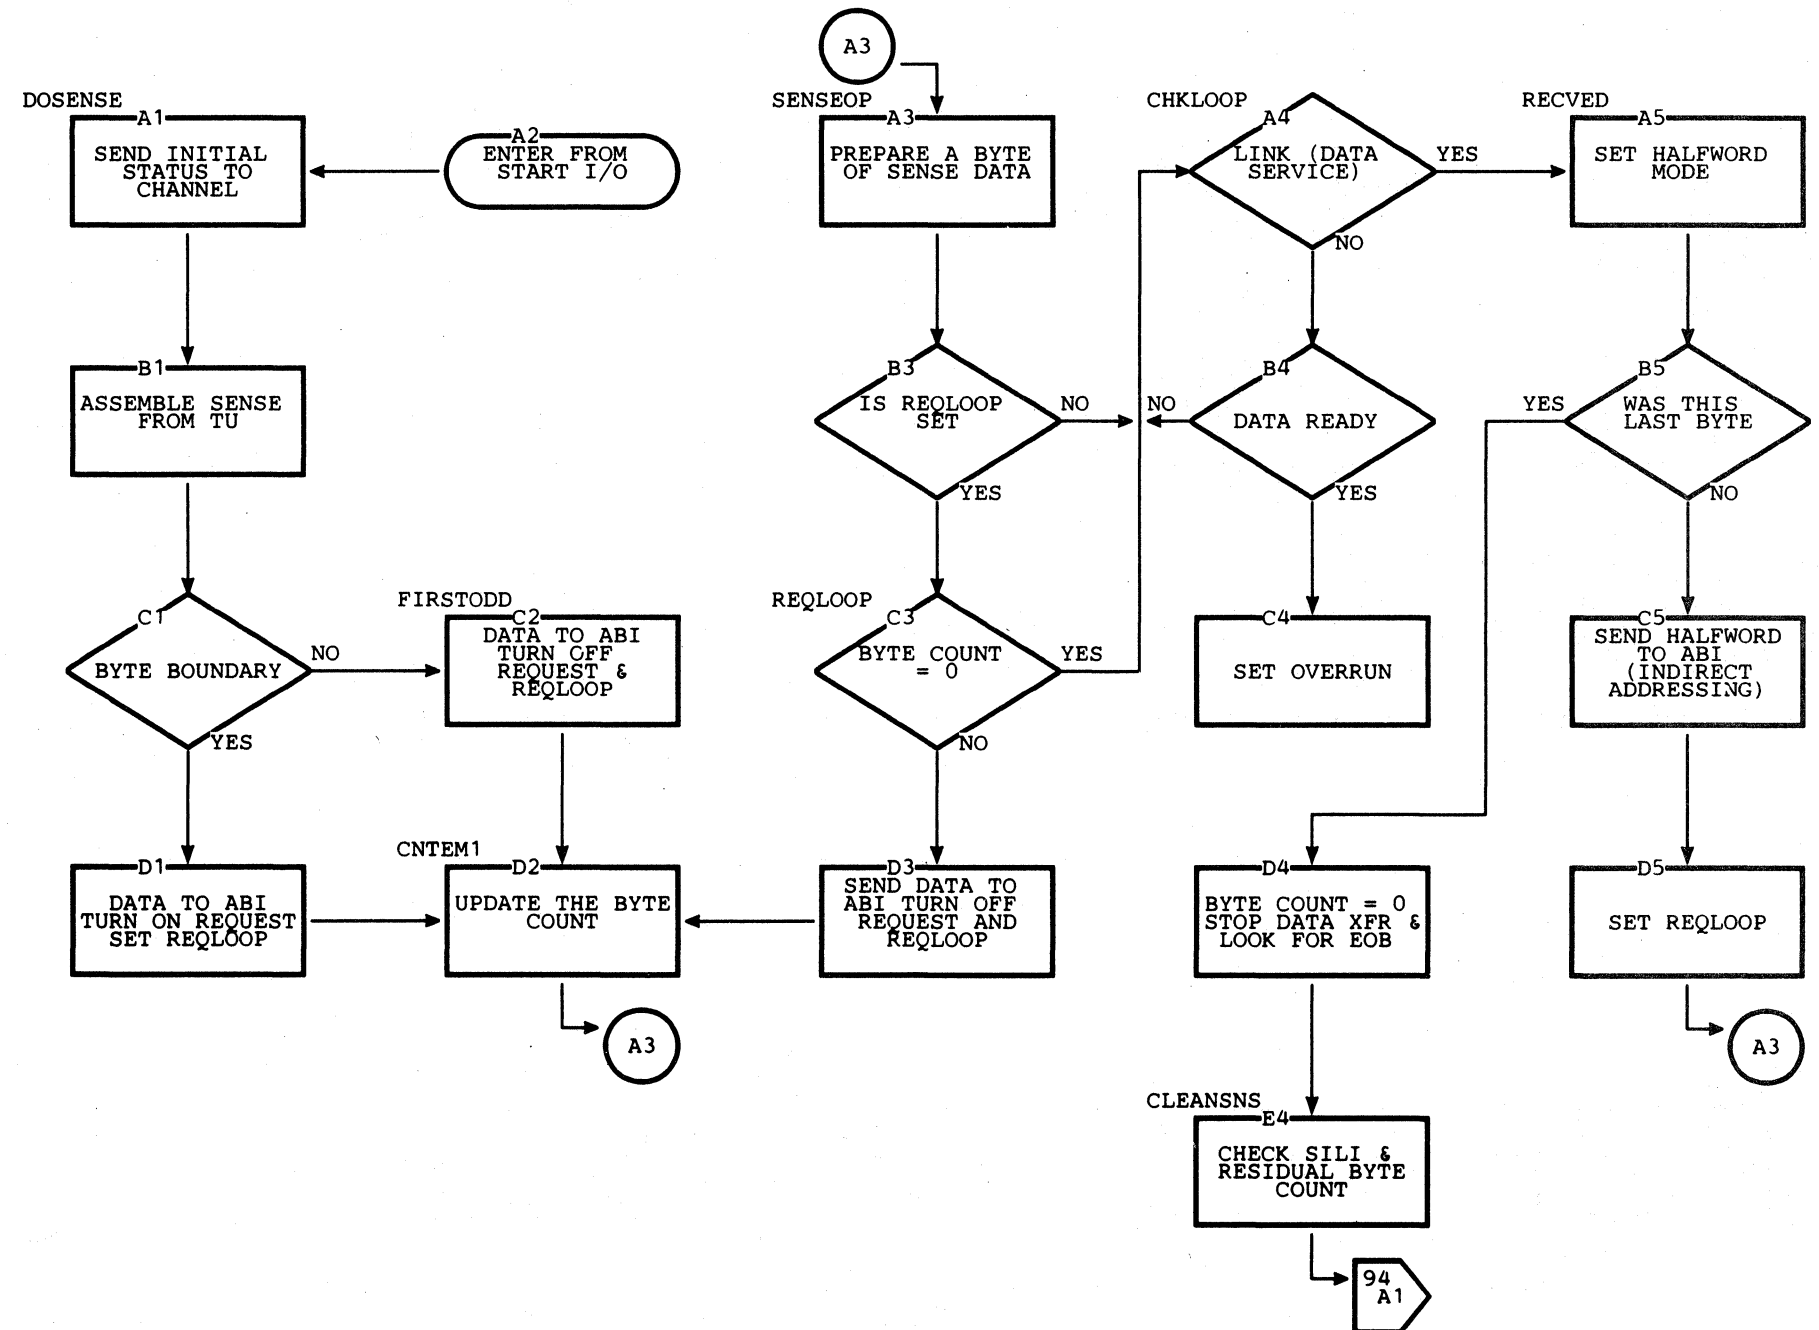 A3
DOSENSE
A1
SEND INITIAL
STATUS TO
CHANNEL
A2
ENTER FROM
START I/O
SENSEOP
A3
PREPARE A BYTE
OF SENSE DATA
CHKLOOP
A4
LINK (DATA
SERVICE)
YES
NO
RECVED
A5
SET HALFWORD
MODE
B1
ASSEMBLE SENSE
FROM TU
B3
IS REQLOOP
SET
NO
YES
B4
DATA READY
NO
YES
B5
WAS THIS
LAST BYTE
YES
NO
C1
BYTE BOUNDARY
NO
YES
FIRSTODD
C2
DATA TO ABI
TURN OFF
REQUEST &
REQLOOP
REQLOOP
C3
BYTE COUNT
= 0
YES
NO
C4
SET OVERRUN
C5
SEND HALFWORD
TO ABI
(INDIRECT
ADDRESSING)
D1
DATA TO ABI
TURN ON REQUEST
SET REQLOOP
CNTEM1
D2
UPDATE THE BYTE
COUNT
D3
SEND DATA TO
ABI TURN OFF
REQUEST AND
REQLOOP
D4
BYTE COUNT = 0
STOP DATA XFR &
LOOK FOR EOB
D5
SET REQLOOP
A3
A3
CLEANSNS
E4
CHECK SILI &
RESIDUAL BYTE
COUNT
94
A1